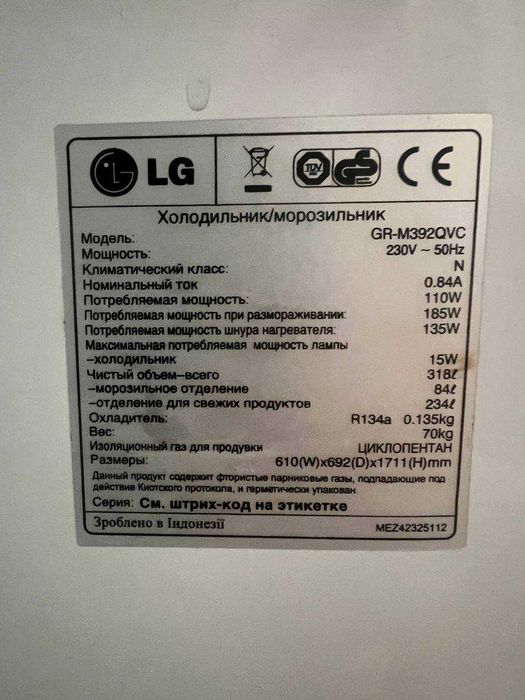 LG
TÜV GS CE
Холодильник/морозильник
Модель: GR-M392QVC
Мощность: 230V ~ 50Hz
Климатический класс: N
Номинальный ток 0.84A
Потребляемая мощность: 110W
Потребляемая мощность при размораживании: 185W
Потребляемая мощность шнура нагревателя: 135W
Максимальная потребляемая мощность лампы
–холодильник 15W
Чистый объем–всего 318ℓ
–морозильное отделение 84ℓ
–отделение для свежих продуктов 234ℓ
Охладитель: R134a 0.135kg
Вес: 70kg
Изоляционный газ для продувки ЦИКЛОПЕНТАН
Размеры: 610(W)x692(D)x1711(H)mm
Данный продукт содержит фтористые парниковые газы, подпадающие под
действие Киотского протокола, и герметически упакован.
Серия: См. штрих-код на этикетке
Зроблено в Індонезії MEZ42325112